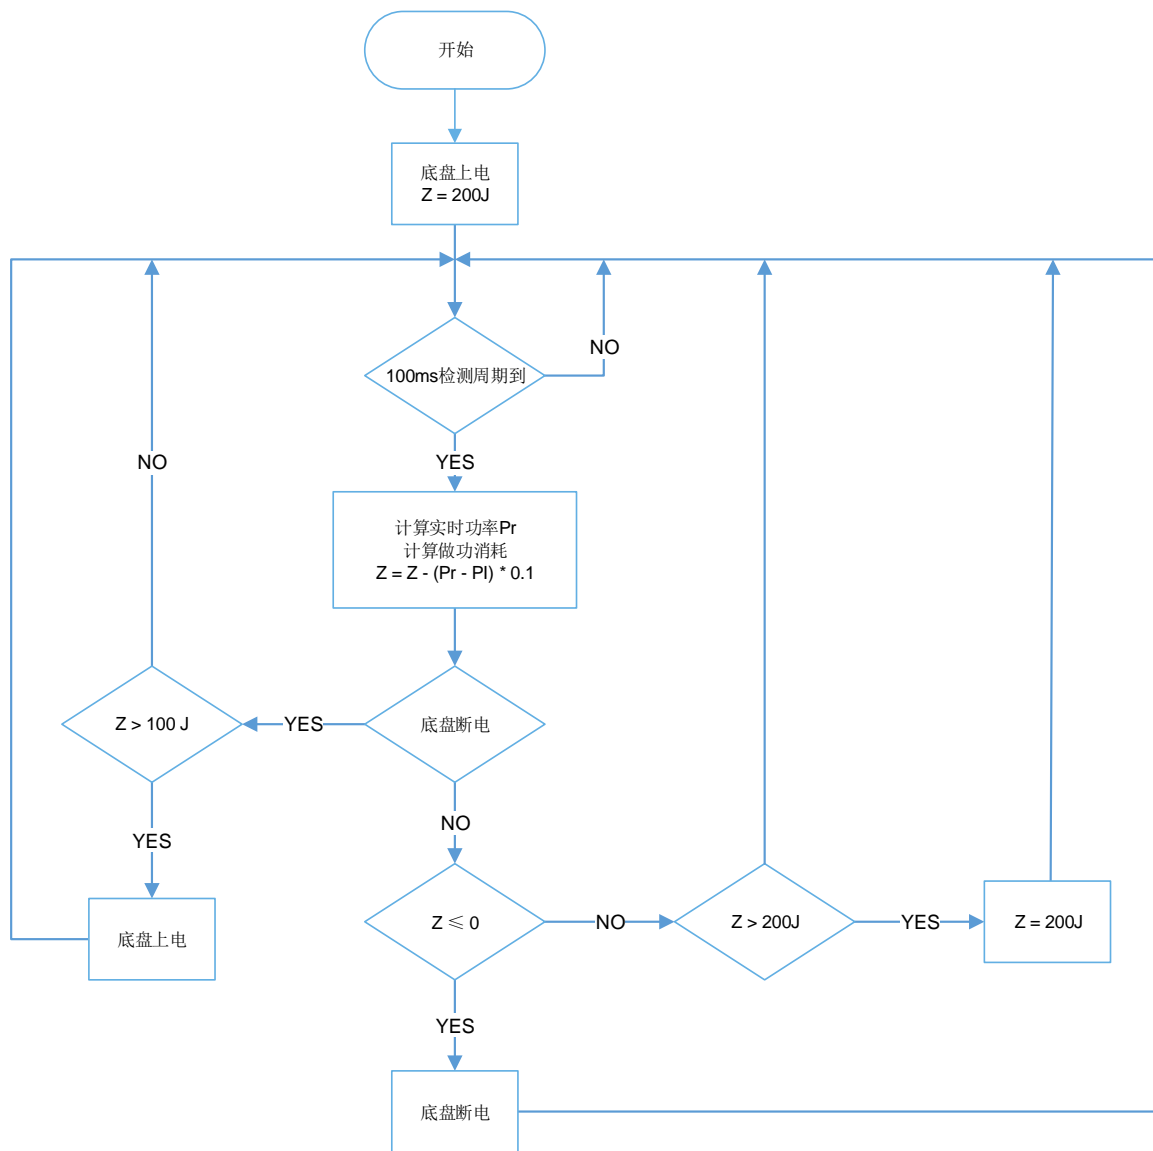 开始
底盘上电
Z = 200J
100ms检测周期到
NO
YES
NO
计算实时功率Pr
计算做功消耗
Z = Z - (Pr - PI) * 0.1
Z > 100 J
YES
底盘断电
NO
YES
Z ≤ 0
NO
Z > 200J
YES
Z = 200J
底盘上电
YES
底盘断电